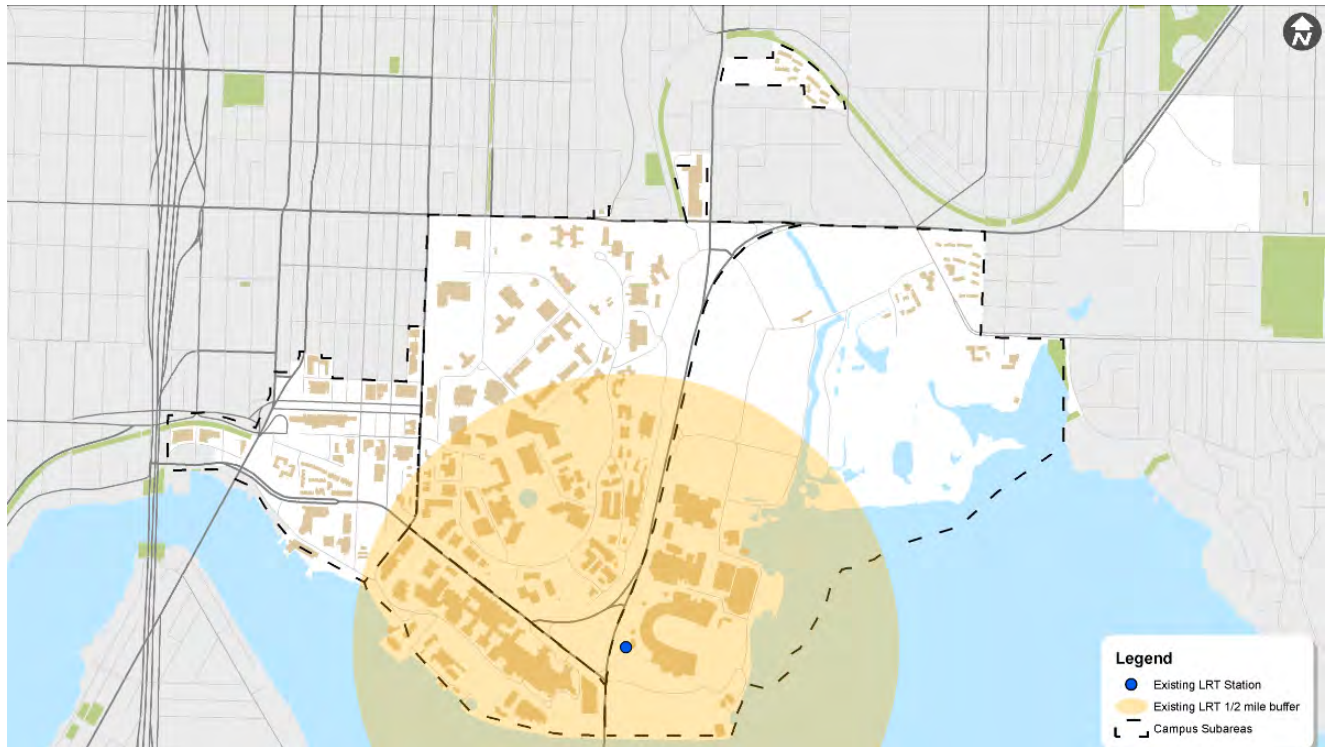 N
Legend
Existing LRT Station
Existing LRT 1/2 mile buffer
Campus Subareas